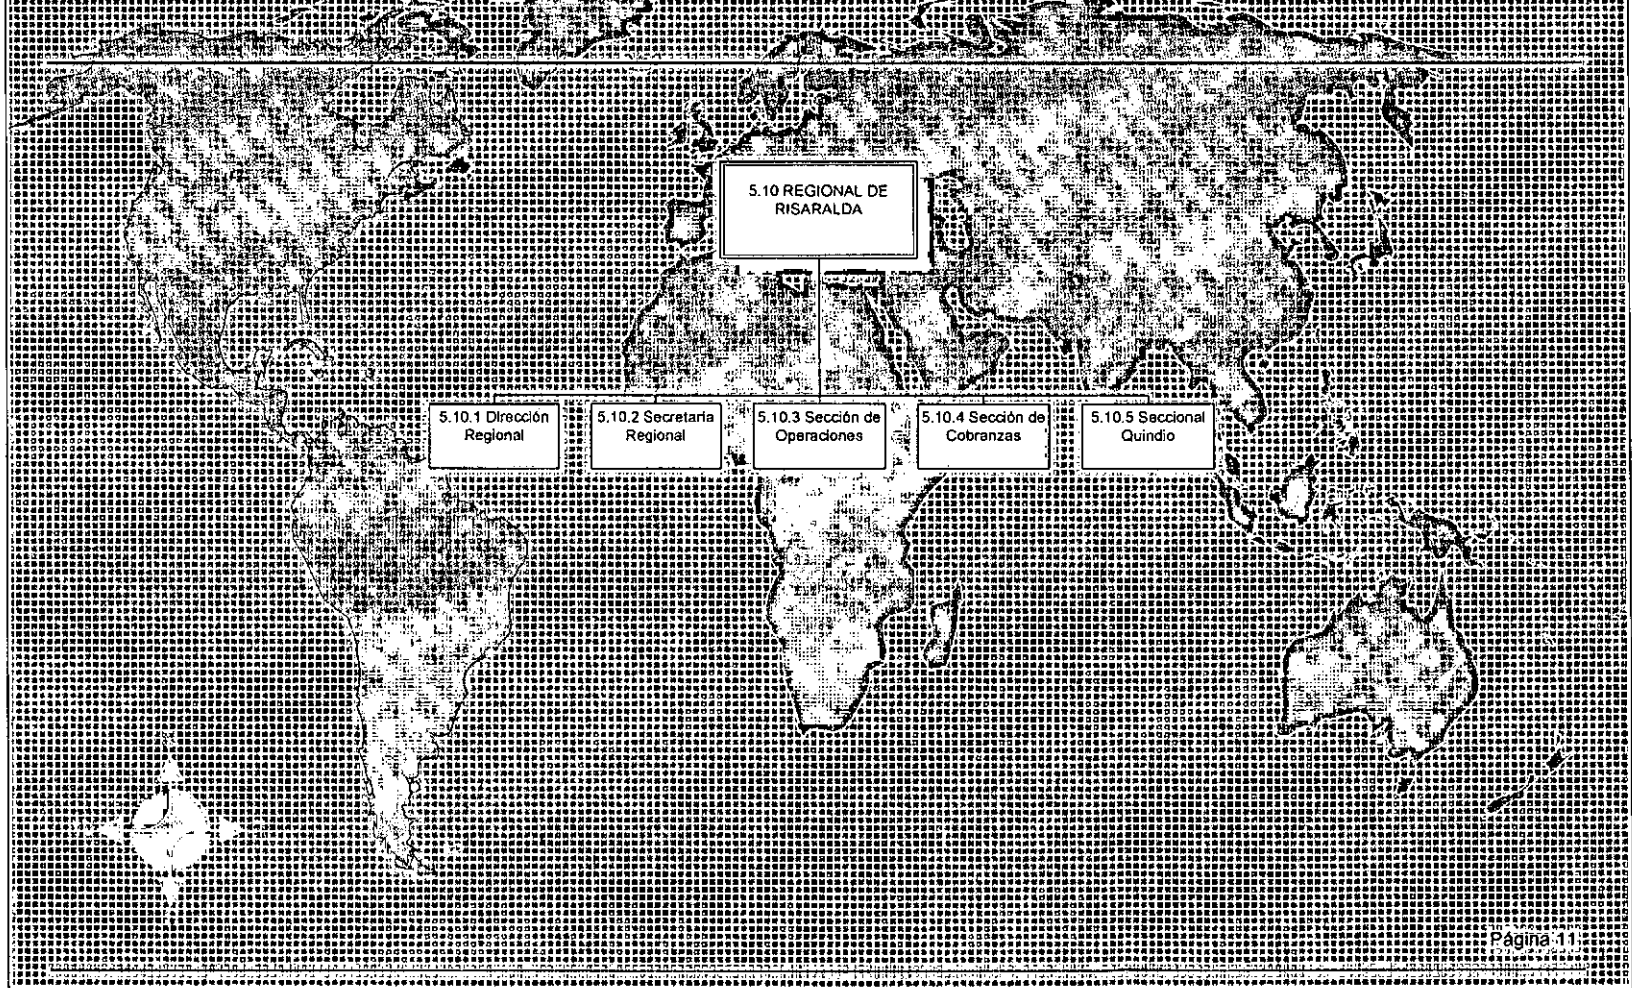 5.10 REGIONAL DE
RISARALDA
5.10.1 Dirección
Regional
5.10.2 Secretaria
Regional
5.10.3 Sección de
Operaciones
5.10.4 Sección de
Cobranzas
5.10.5 Seccional
Quindio
Página 11